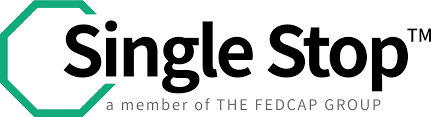 Single Stop™
a member of THE FEDCAP GROUP